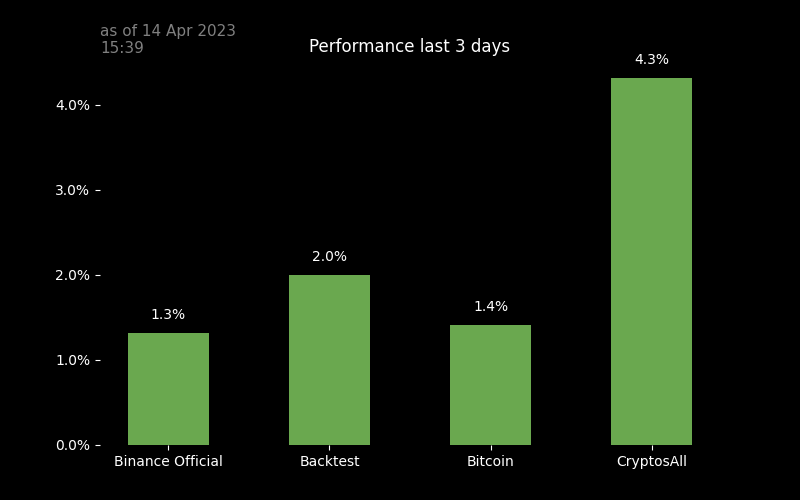 as of 14 Apr 2023
15:39
Performance last 3 days
4.3%
4.0%
3.0%
2.0%
2.0%
1.3%
1.4%
1.0%
0.0%
Binance Official
Backtest
Bitcoin
CryptosAll